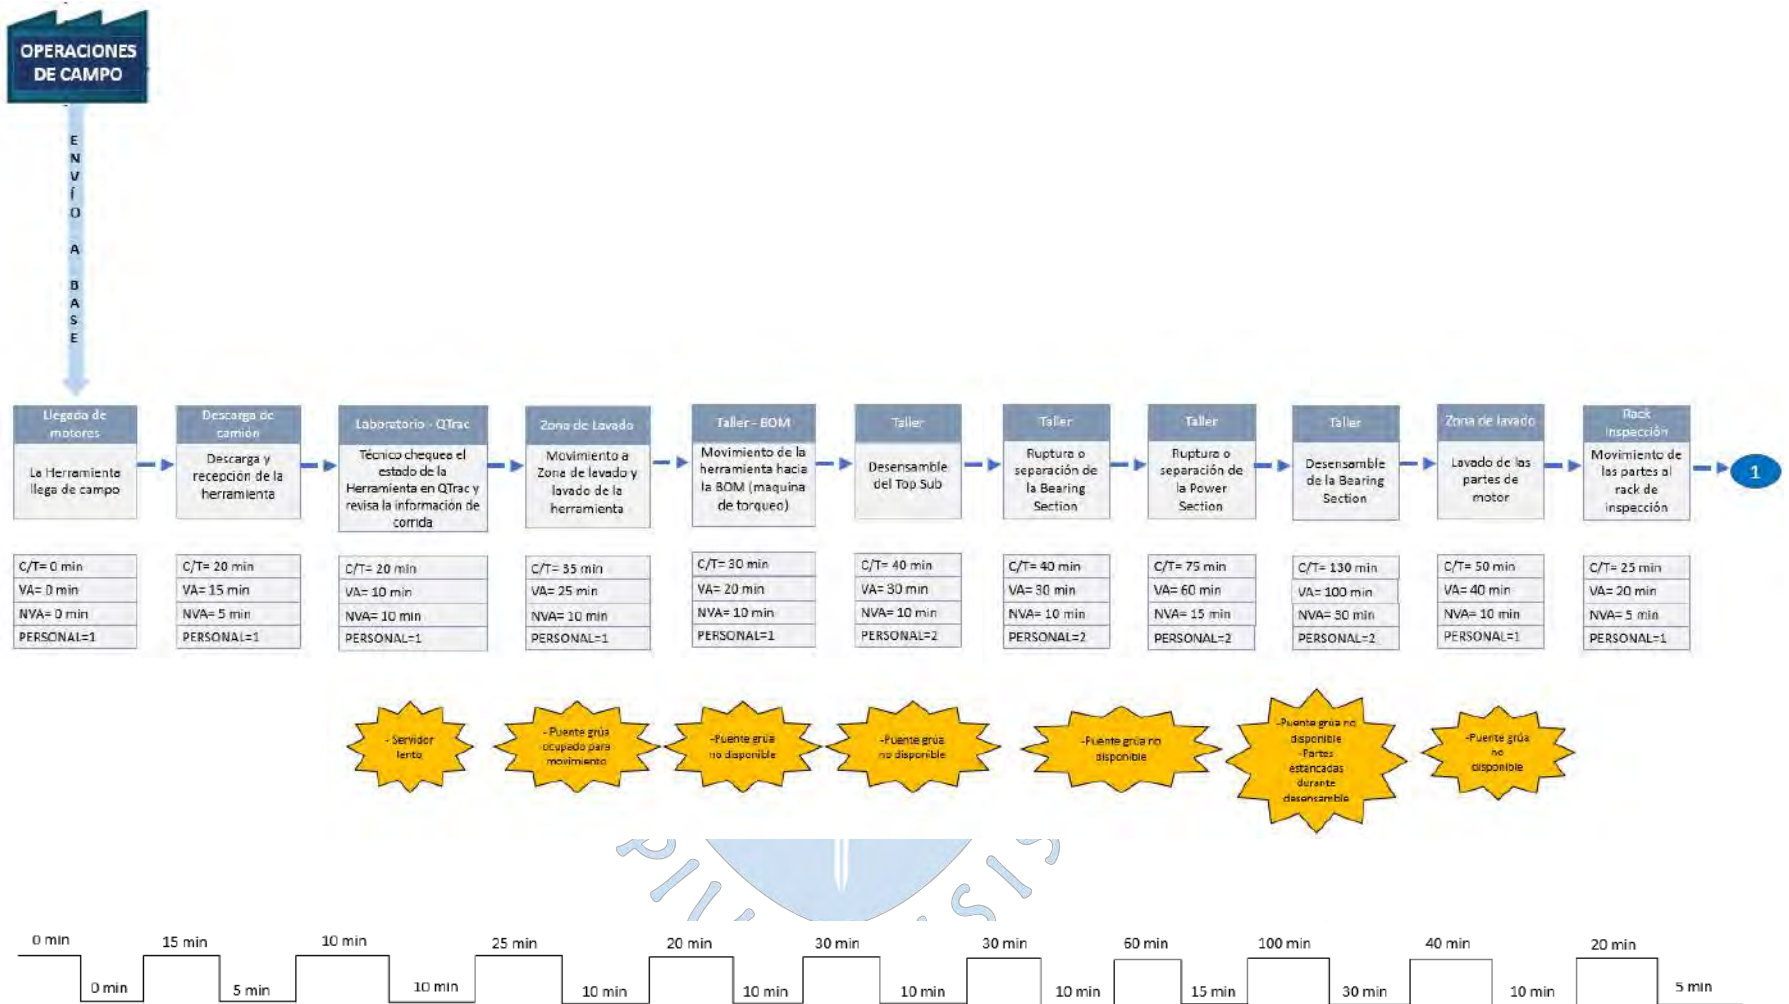 OPERACIONES
DE CAMPO
ENVÍO A BASE
Llegada de
motores
La Herramienta
llega de campo
C/T= 0 min
VA= 0 min
NVA= 0 min
PERSONAL=1
Descarga de
camión
Descarga y
recepción de la
herramienta
C/T= 20 min
VA= 15 min
NVA= 5 min
PERSONAL=1
Laboratorio - QTrac
Técnico chequea el
estado de la
Herramienta en QTrac y
revisa la información de
corrida
C/T= 20 min
VA= 10 min
NVA= 10 min
PERSONAL=1
Zona de Lavado
Movimiento a
Zona de lavado y
lavado de la
herramienta
C/T= 35 min
VA= 25 min
NVA= 10 min
PERSONAL=1
Taller - BOM
Movimiento de la
herramienta hacia
la BOM (maquina
de torqueo)
C/T= 30 min
VA= 20 min
NVA= 10 min
PERSONAL=1
Taller
Desensamble
del Top Sub
C/T= 40 min
VA= 30 min
NVA= 10 min
PERSONAL=2
Taller
Ruptura o
separación de
la Bearing
Section
C/T= 40 min
VA= 30 min
NVA= 10 min
PERSONAL=2
Taller
Ruptura o
separación de
la Power
Section
C/T= 75 min
VA= 60 min
NVA= 15 min
PERSONAL=2
Taller
Desensamble
de la Bearing
Section
C/T= 130 min
VA= 100 min
NVA= 30 min
PERSONAL=2
Zona de lavado
Lavado de las
partes de
motor
C/T= 50 min
VA= 40 min
NVA= 10 min
PERSONAL=1
Rack
Inspección
Movimiento de
las partes al
rack de
inspección
C/T= 25 min
VA= 20 min
NVA= 5 min
PERSONAL=1
1
- Servidor
lento
- Puente grúa
ocupado para
movimiento
-Puente grúa
no disponible
-Puente grúa
no disponible
-Puente grúa no
disponible
-Puente grúa no
disponible
-Partes
estancadas
durante
desensamble
-Puente grúa
no
disponible
0 min
15 min
10 min
25 min
20 min
30 min
30 min
60 min
100 min
40 min
20 min
0 min
5 min
10 min
10 min
10 min
10 min
10 min
15 min
30 min
10 min
5 min